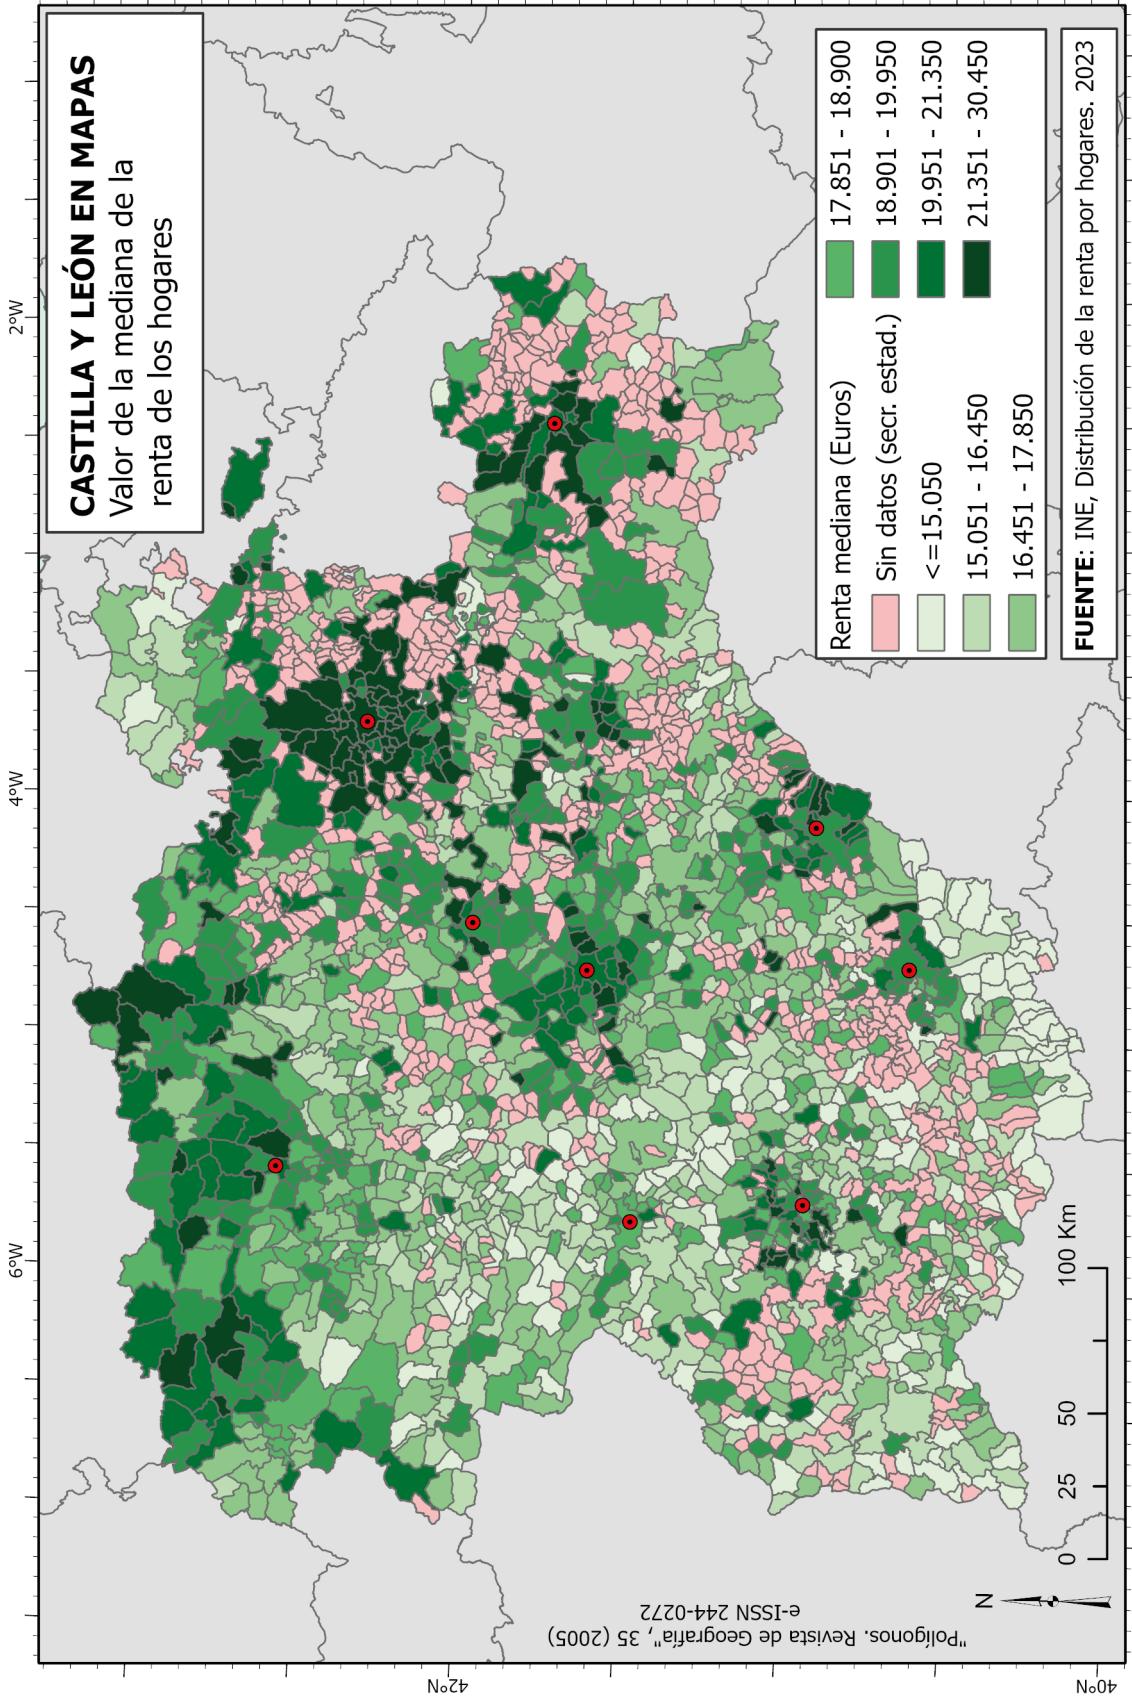 CASTILLA Y LEÓN EN MAPAS
Valor de la mediana de la
renta de los hogares
2°W
4°W
6°W
42°N
40°N
Renta mediana (Euros)
Sin datos (secr. estad.)
<=15.050
15.051 - 16.450
16.451 - 17.850
17.851 - 18.900
18.901 - 19.950
19.951 - 21.350
21.351 - 30.450
FUENTE: INE, Distribución de la renta por hogares. 2023
0 25 50 100 Km
N
"Polígonos. Revista de Geografía", 35 (2005)
e-ISSN 244-0272